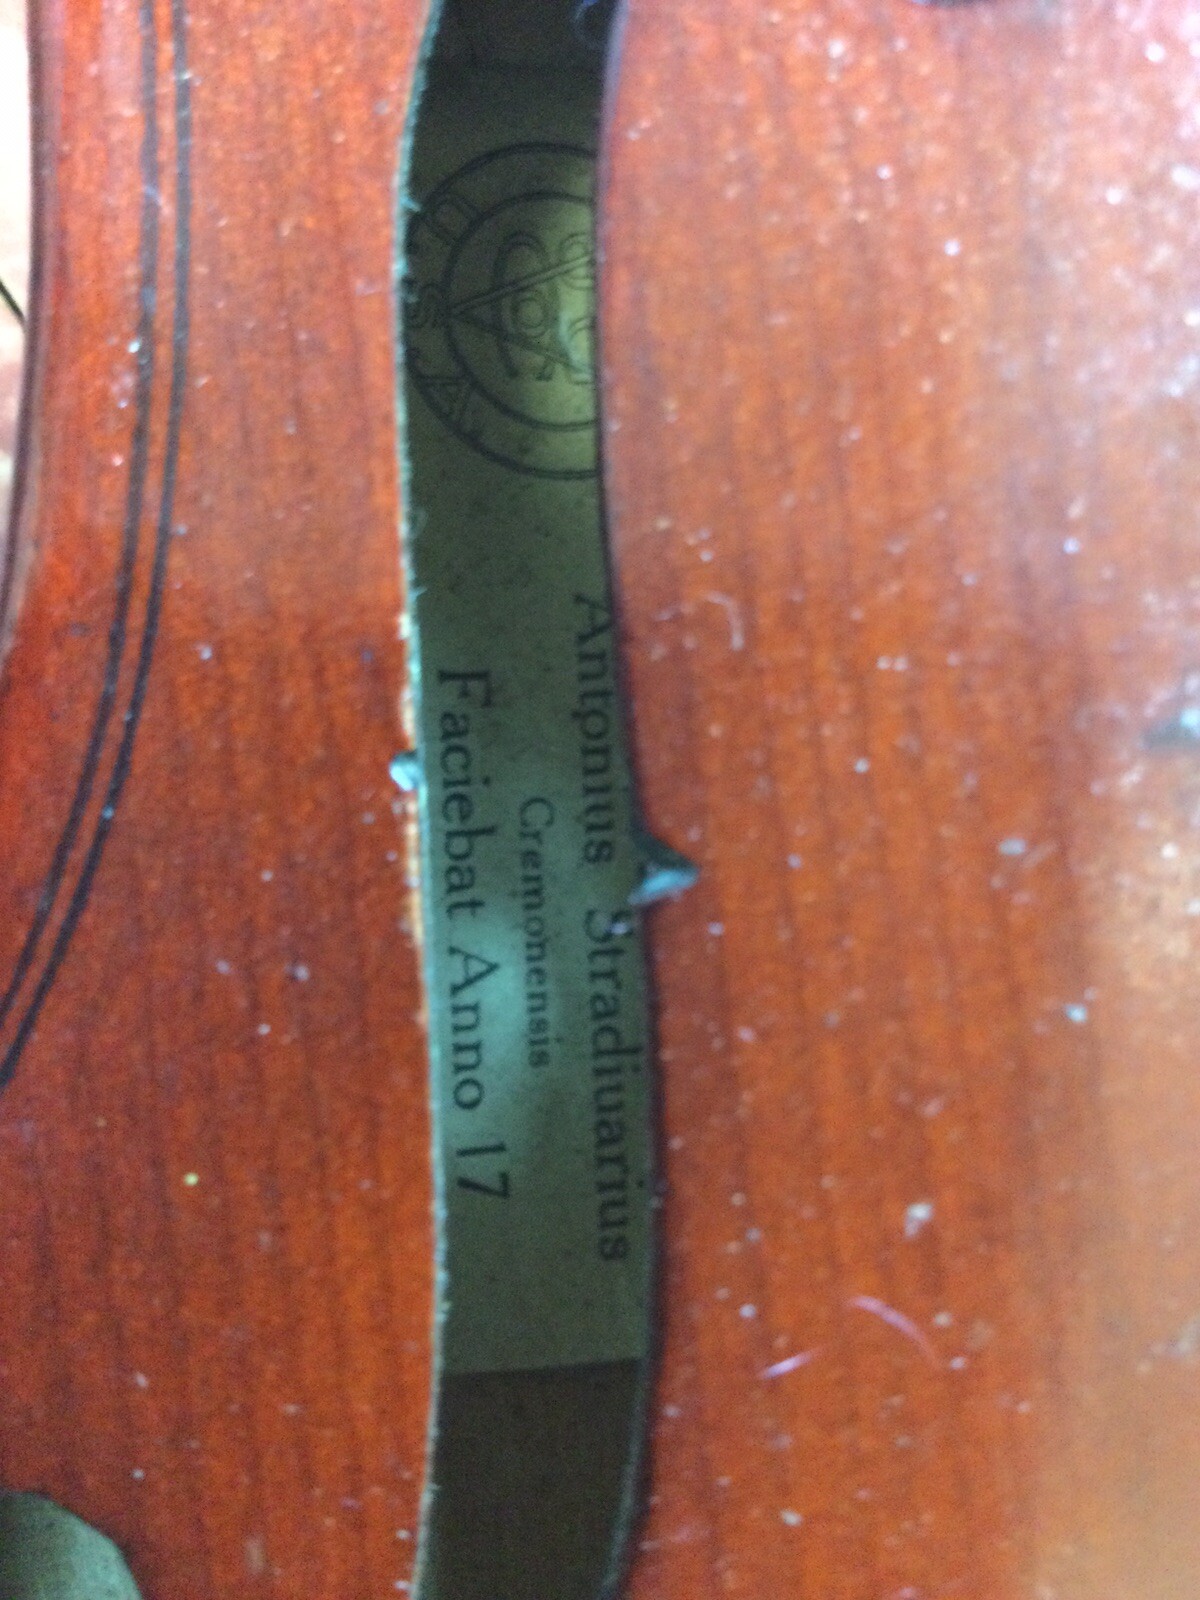 Antonius Stradiuarius
Cremonensis
Faciebat Anno 17